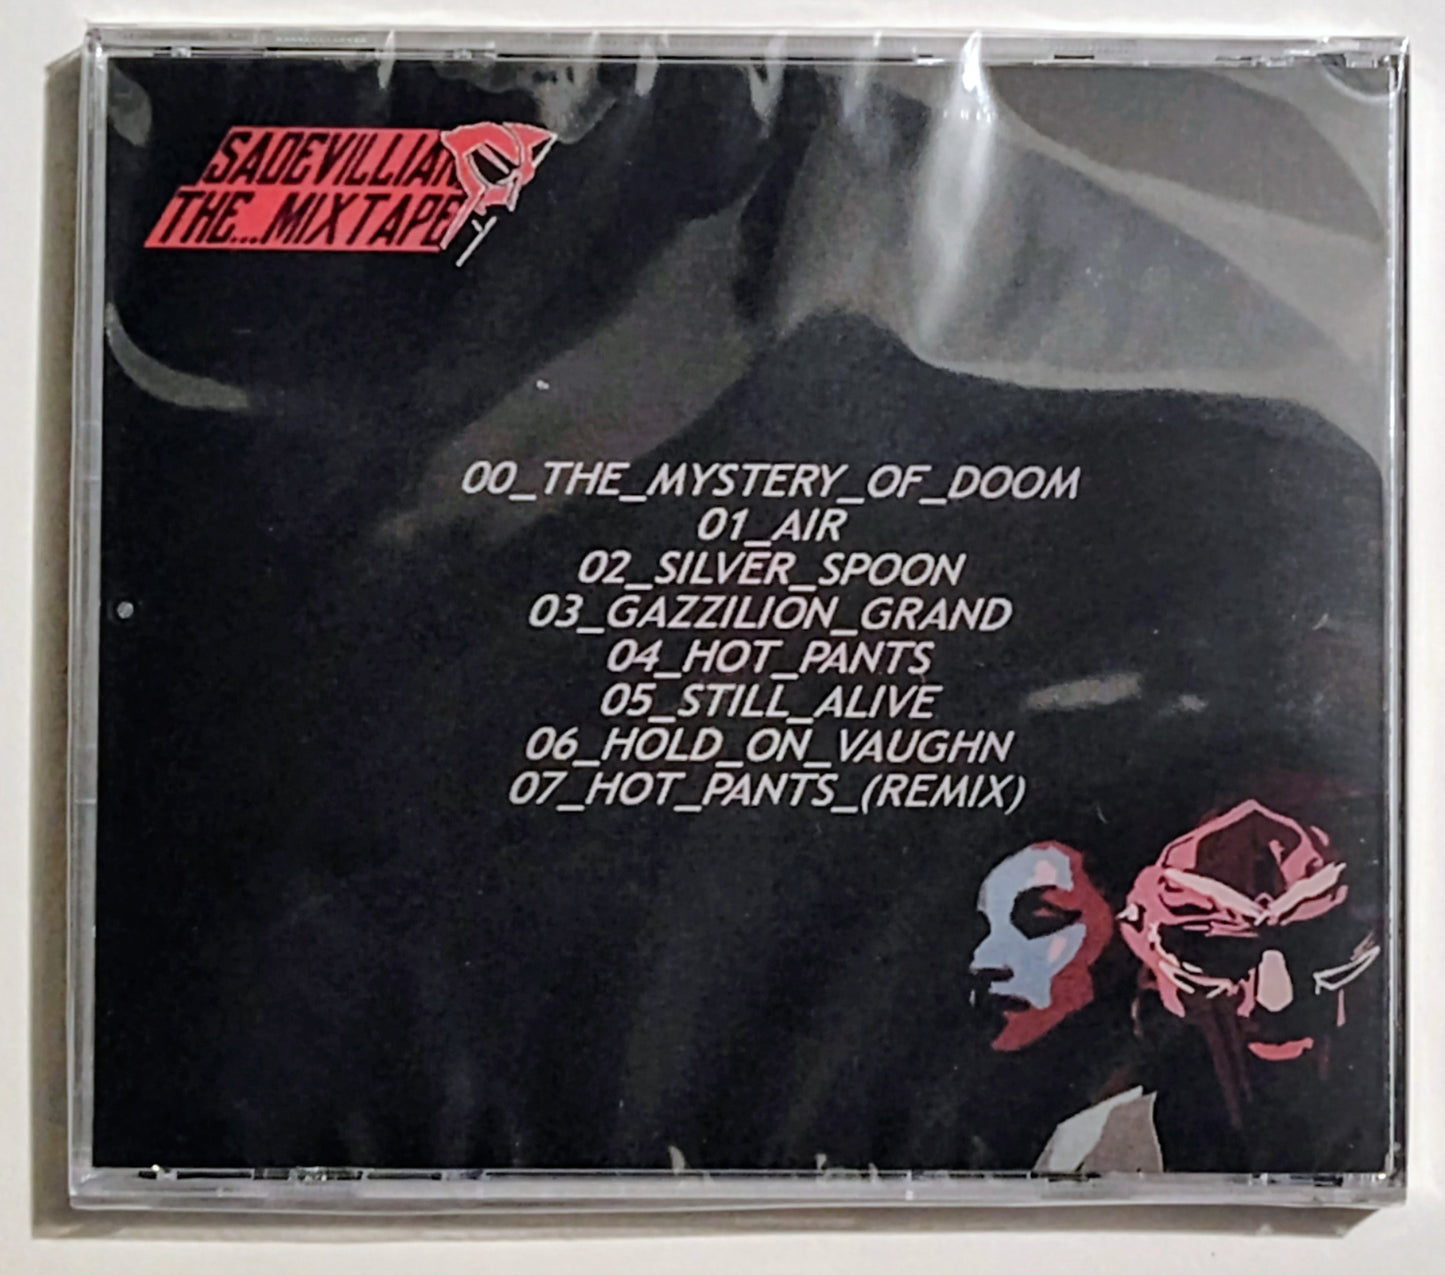 SADEVILLIAN
THE...MIXTAPE
00_THE_MYSTERY_OF_DOOM
01_AIR
02_SILVER_SPOON
03_GAZZILION_GRAND
04_HOT_PANTS
05_STILL_ALIVE
06_HOLD_ON_VAUGHN
07_HOT_PANTS_(REMIX)